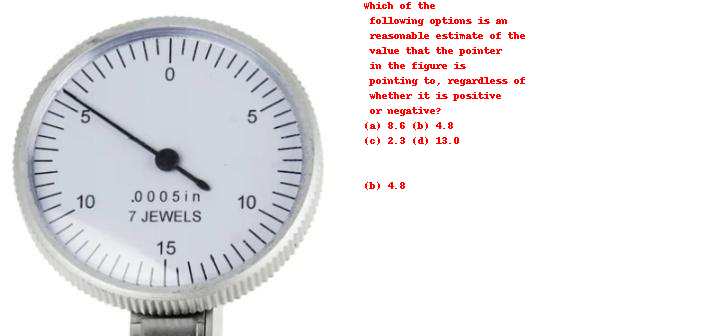 0
5 5
10 10
.0005in
7 JEWELS
15
which of the
following options is an
reasonable estimate of the
value that the pointer
in the figure is
pointing to, regardless of
whether it is positive
or negative?
(a) 8.6 (b) 4.8
(c) 2.3 (d) 13.0
(b) 4.8